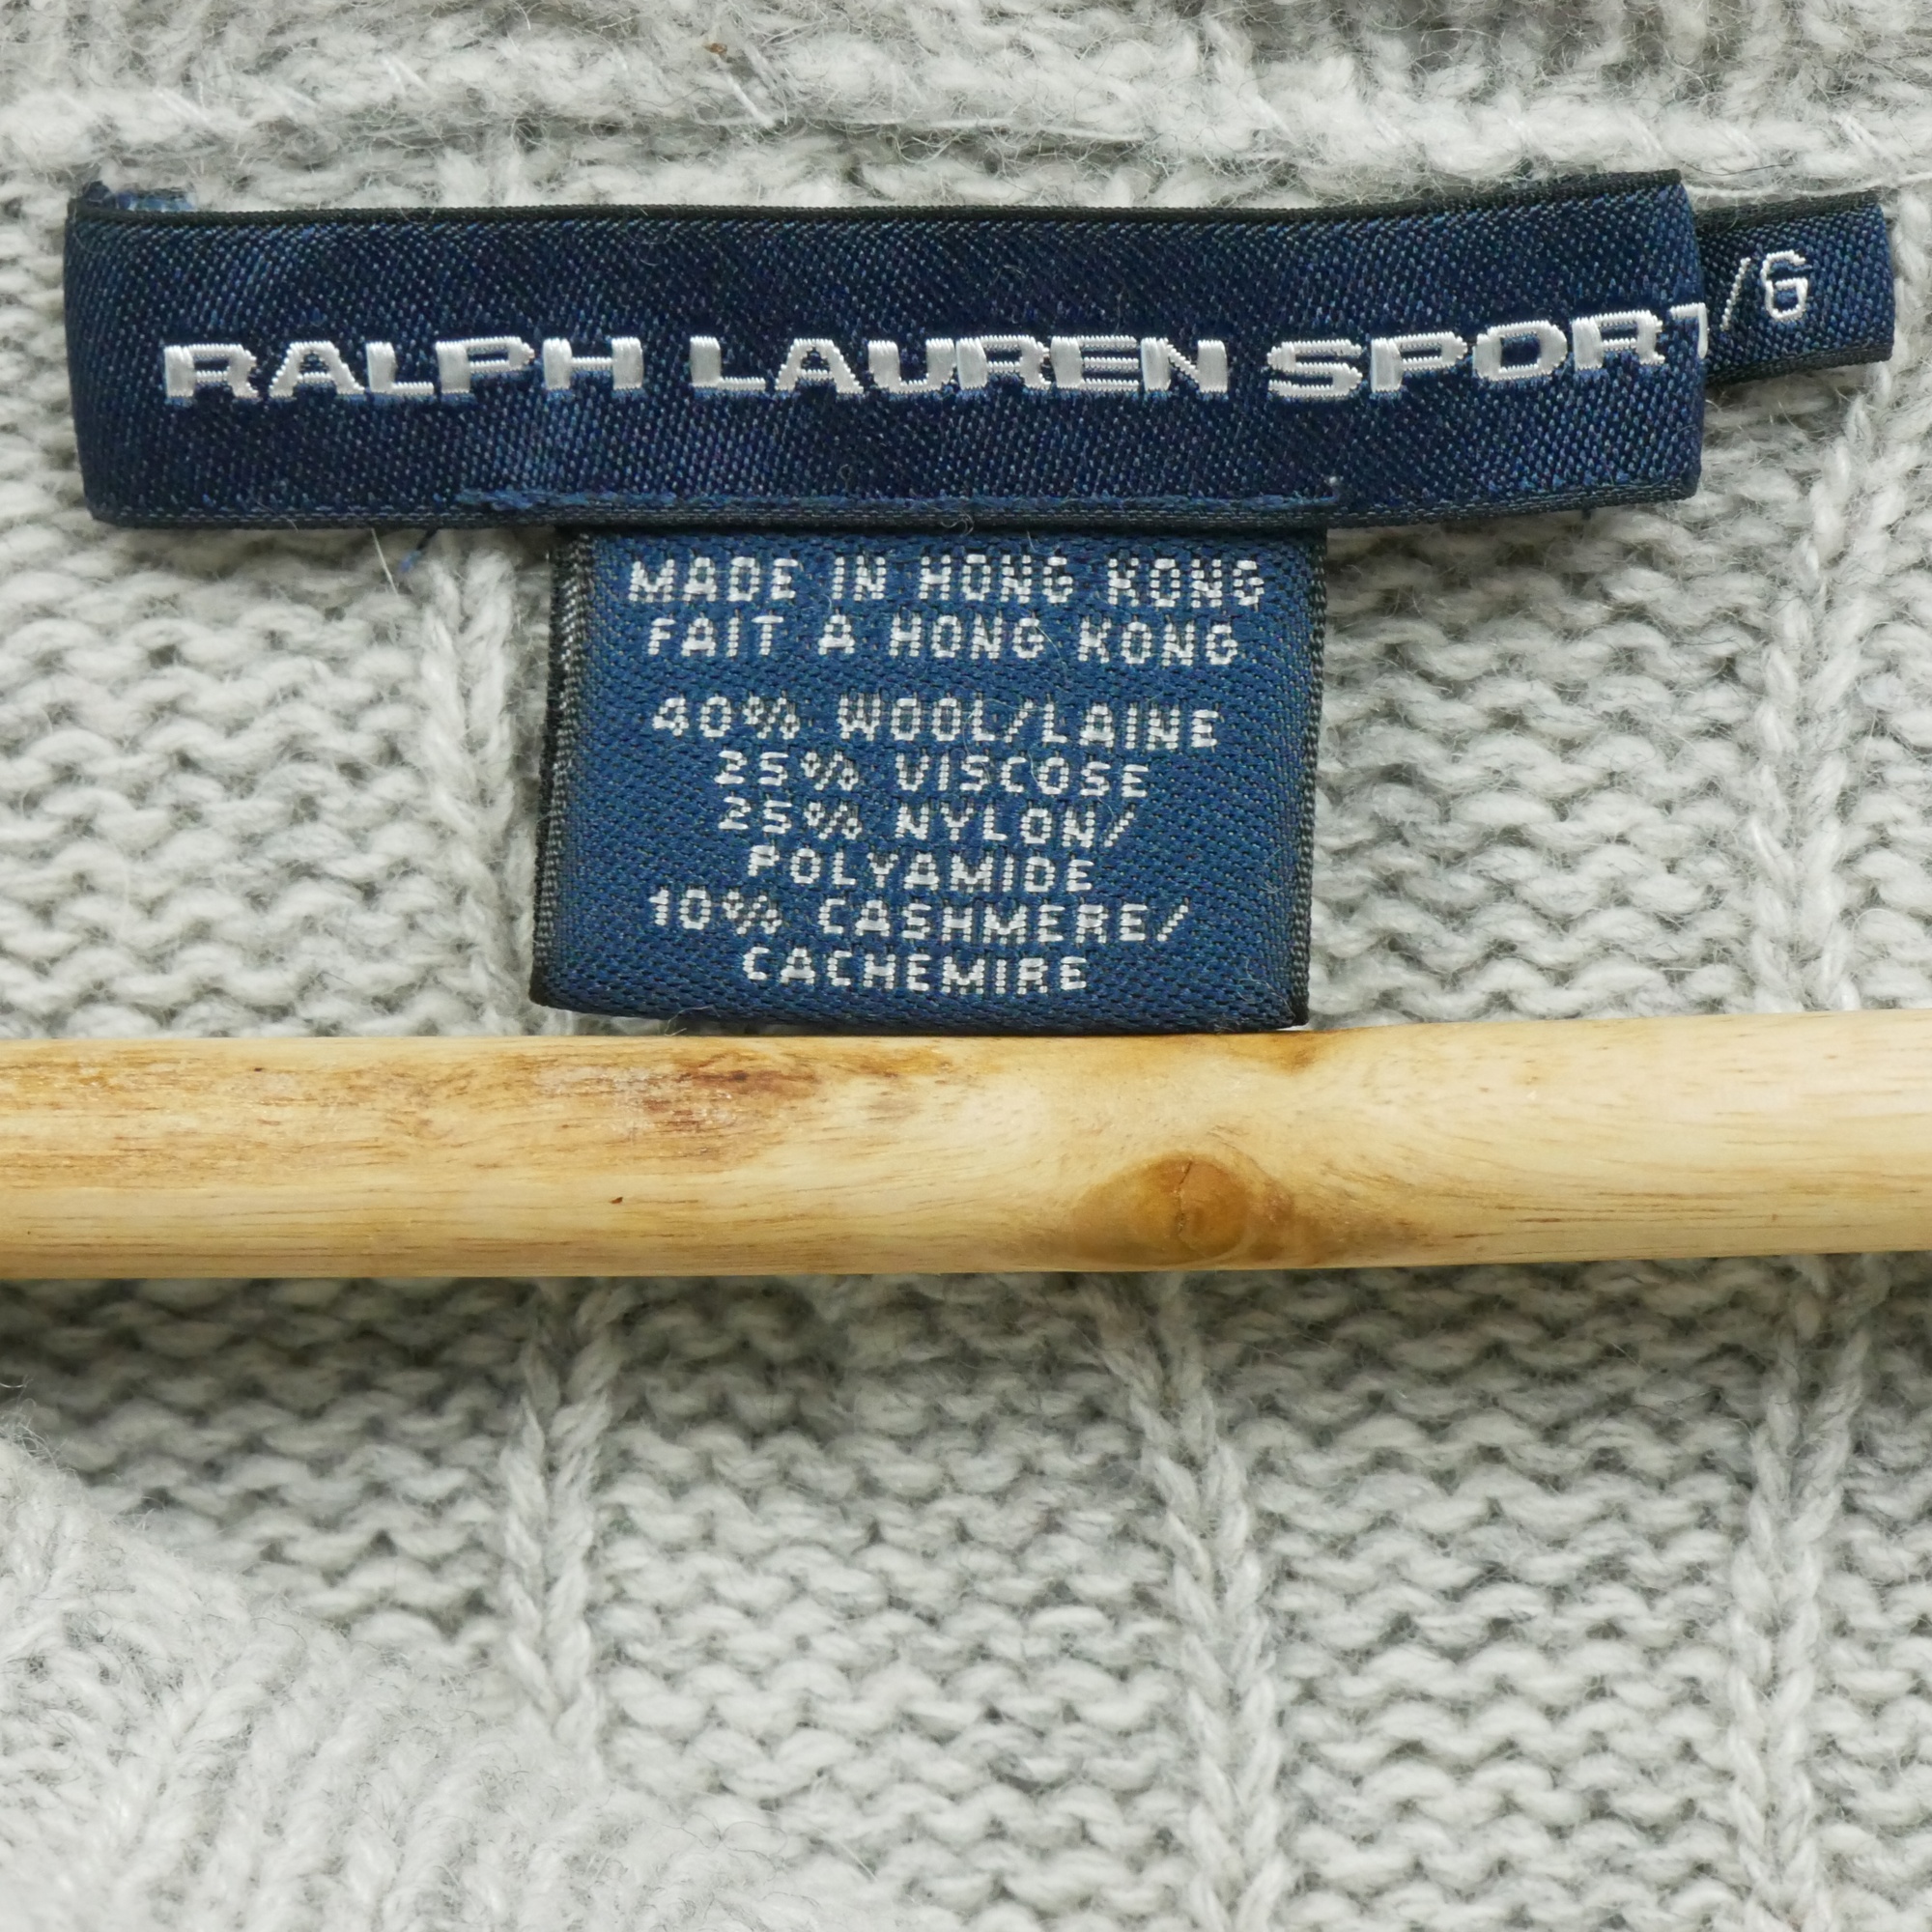 RALPH LAUREN SPORT
/G
MADE IN HONG KONG
FAIT A HONG KONG
40% WOOL/LAINE
25% VISCOSE
25% NYLON/
POLYAMIDE
10% CASHMERE/
CACHEMIRE